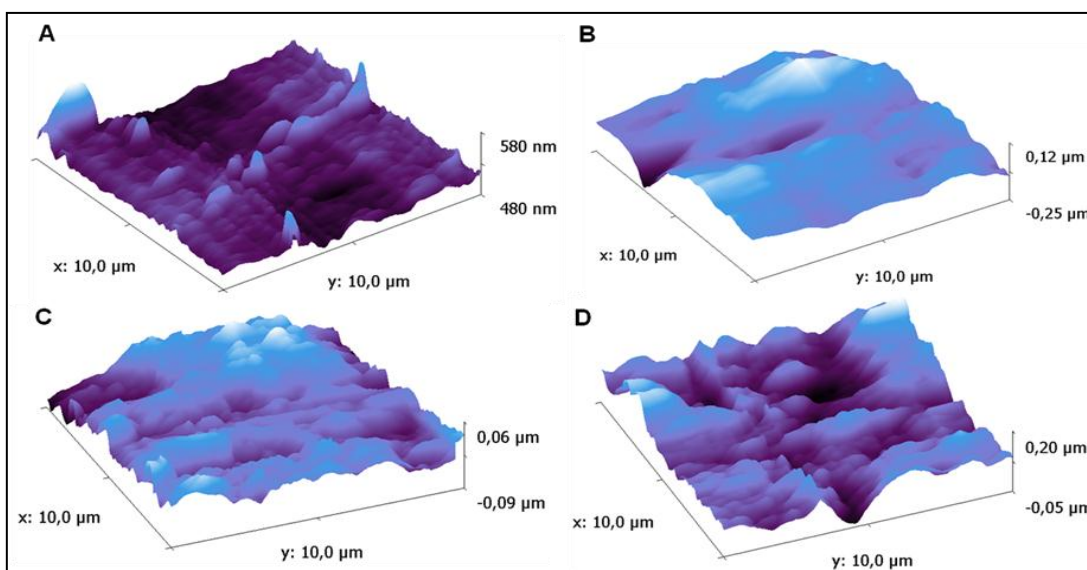 A
580 nm
480 nm
x: 10,0 µm
y: 10,0 µm
B
0,12 µm
-0,25 µm
x: 10,0 µm
y: 10,0 µm
C
0,06 µm
-0,09 µm
x: 10,0 µm
y: 10,0 µm
D
0,20 µm
-0,05 µm
x: 10,0 µm
y: 10,0 µm